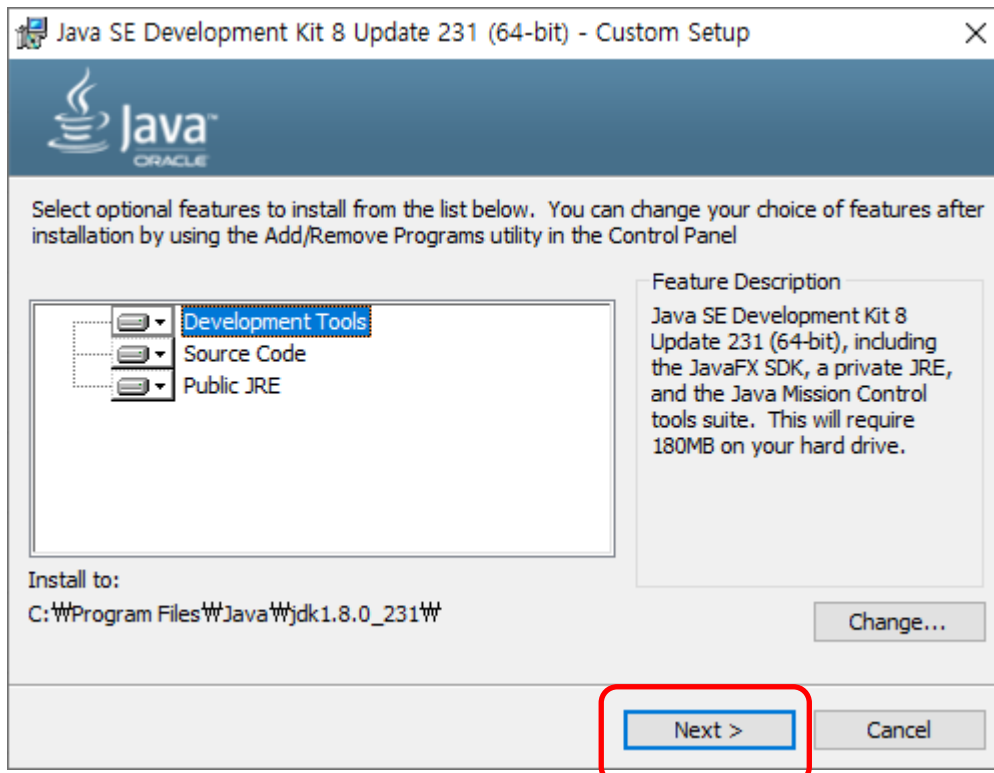 Java SE Development Kit 8 Update 231 (64-bit) - Custom Setup
Java™
ORACLE
Select optional features to install from the list below.  You can change your choice of features after
installation by using the Add/Remove Programs utility in the Control Panel
Development Tools
Source Code
Public JRE
Feature Description
Java SE Development Kit 8
Update 231 (64-bit), including
the JavaFX SDK, a private JRE,
and the Java Mission Control
tools suite.  This will require
180MB on your hard drive.
Install to:
C:₩Program Files₩Java₩jdk1.8.0_231₩
Change...
Next >
Cancel